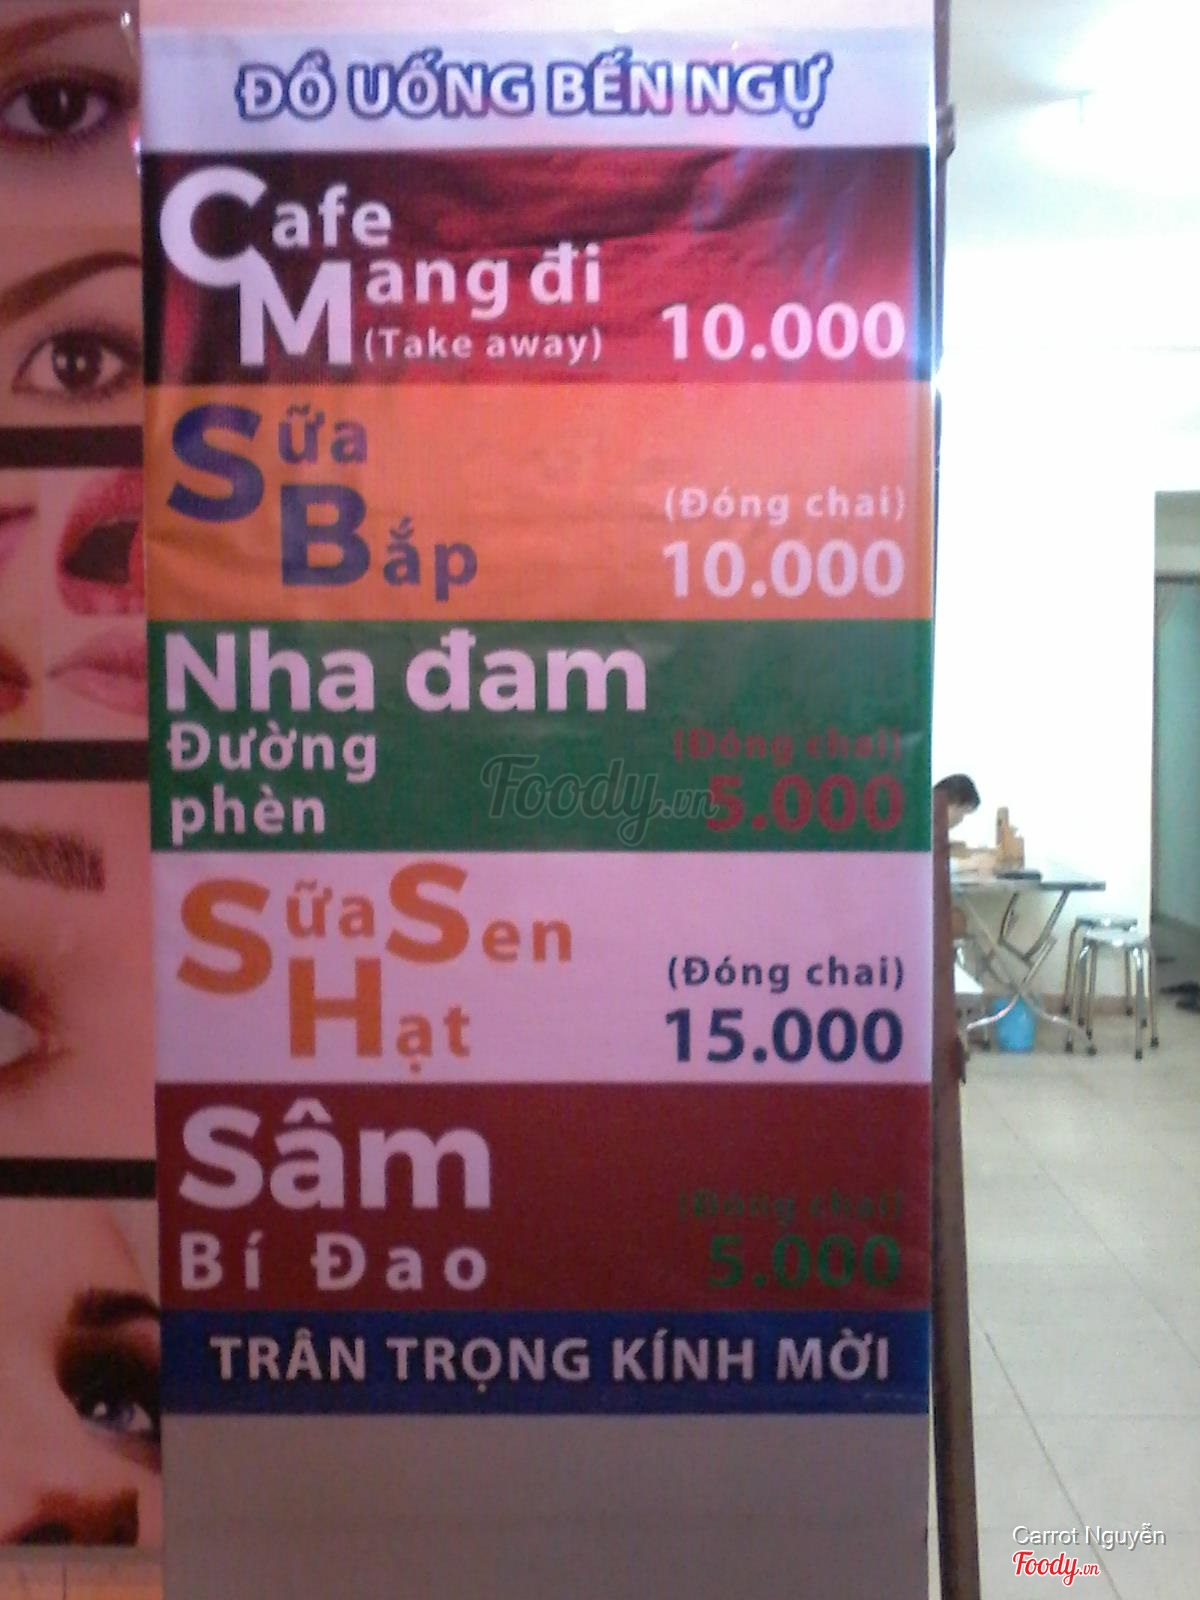 ĐỒ UỐNG BẾN NGỰ
Cafe
Mang đi
(Take away) 10.000
Sữa
Bắp
(Đóng chai)
10.000
Nha đam
Đường
phèn
(Đóng chai)
5.000
Foody.vn
Sữa Sen
Hạt
(Đóng chai)
15.000
Sâm
Bí Đao
(Đóng chai)
5.000
TRÂN TRỌNG KÍNH MỜI
Carrot Nguyễn
Foody.vn